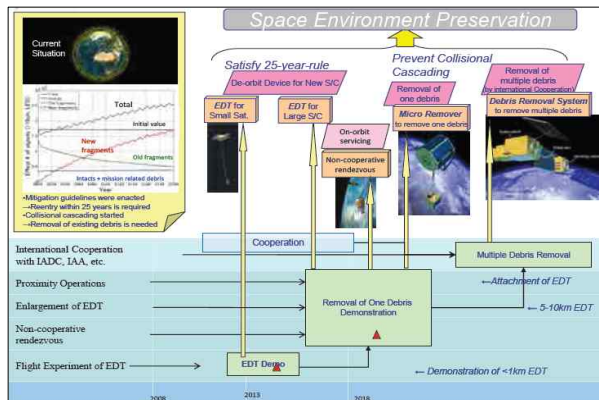 Space Environment Preservation
Current
Situation
Total
Initial value
New
fragments
Old fragments
Intacts + mission related debris
Year
•Mitigation guidelines were enacted
→Reentry within 25 years is required
•Collisional cascading started
→Removal of existing debris is needed
Satisfy 25-year-rule
De-orbit Device for New S/C
EDT for
Small Sat.
EDT for
Large S/C
Prevent Collisional
Cascading
On-orbit
servicing
Non-cooperative
rendezvous
Removal of
one debris
Micro Remover
to remove one debris
Removal of
multiple debris
(by international Cooperation)
Debris Removal System
to remove multiple debris
International Cooperation
with IADC, IAA, etc.
Cooperation
Multiple Debris Removal
Proximity Operations
←Attachment of EDT
Enlargement of EDT
Removal of One Debris
Demonstration
← 5-10km EDT
Non-cooperative
rendezvous
Flight Experiment of EDT
EDT Demo
← Demonstration of <1km EDT
2008
2013
2018